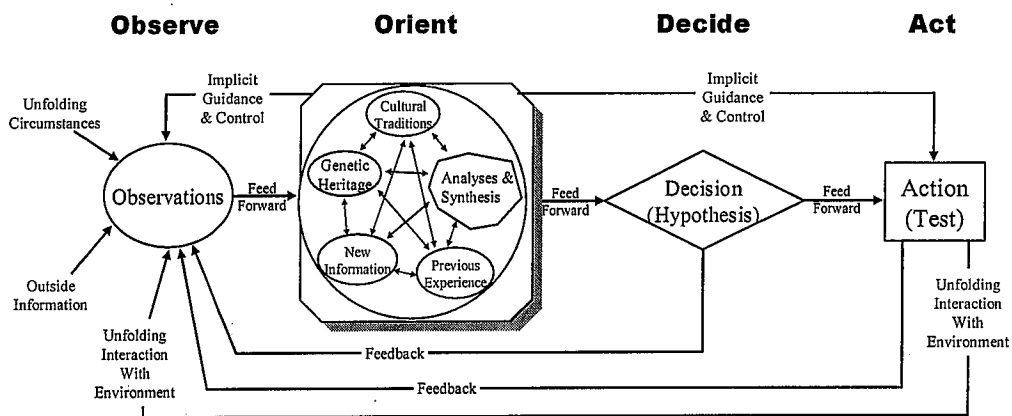 Observe
Orient
Decide
Act
Implicit
Guidance
& Control
Implicit
Guidance
& Control
Unfolding
Circumstances
Observations
Outside
Information
Unfolding
Interaction
With
Environment
Feed
Forward
Cultural
Traditions
Genetic
Heritage
Analyses &
Synthesis
New
Information
Previous
Experience
Feed
Forward
Decision
(Hypothesis)
Feed
Forward
Action
(Test)
Unfolding
Interaction
With
Environment
Feedback
Feedback